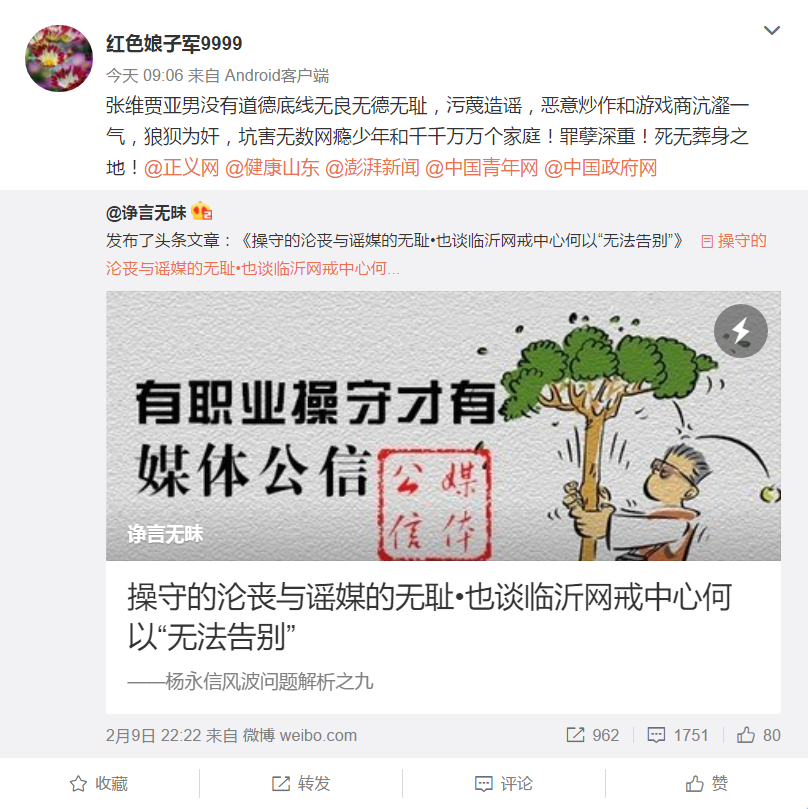 红色娘子军9999
今天 09:06 来自 Android客户端
张维贾亚男没有道德底线无良无德无耻，污蔑造谣，恶意炒作和游戏商沆瀣一
气，狼狈为奸，坑害无数网瘾少年和千千万万个家庭！罪孽深重！死无葬身之
地！@正义网 @健康山东 @澎湃新闻 @中国青年网 @中国政府网
@诤言无昧
发布了头条文章：《操守的沦丧与谣媒的无耻•也谈临沂网戒中心何以“无法告别”》 操守的
沦丧与谣媒的无耻•也谈临沂网戒中心何...
有职业操守才有
媒体公信
公 媒
信 体
诤言无昧
操守的沦丧与谣媒的无耻•也谈临沂网戒中心何
以“无法告别”
——杨永信风波问题解析之九
2月9日 22:22 来自 微博 weibo.com 962 1751 80
收藏 转发 评论 赞